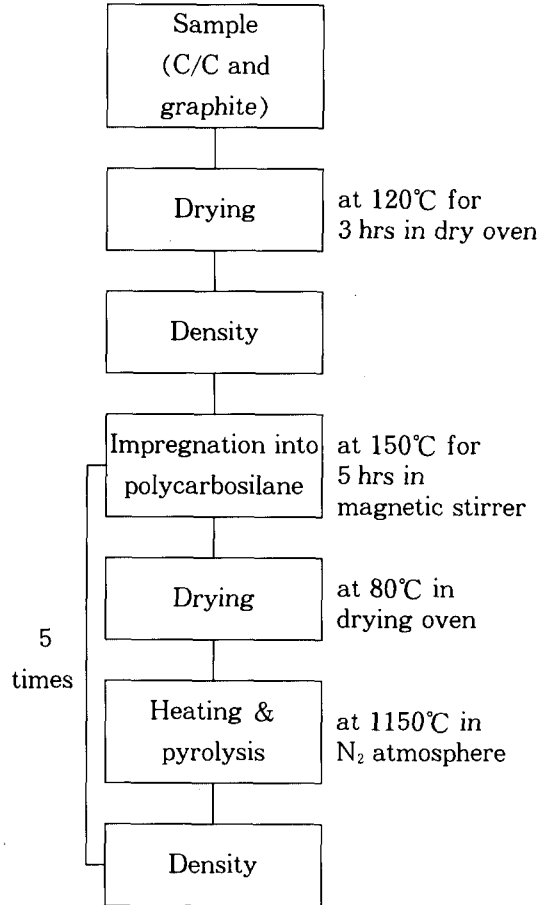 Sample
(C/C and
graphite)
Drying
at 120℃ for
3 hrs in dry oven
Density
Impregnation into
polycarbosilane
at 150℃ for
5 hrs in
magnetic stirrer
Drying
at 80℃ in
drying oven
5
times
Heating &
pyrolysis
at 1150℃ in
N₂ atmosphere
Density